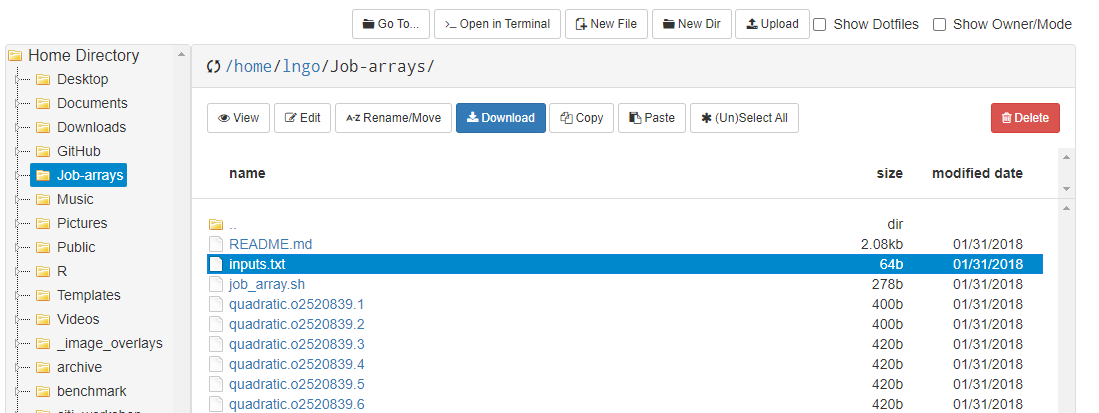 Go To... Open in Terminal New File New Dir Upload Show Dotfiles Show Owner/Mode
Home Directory
Desktop
Documents
Downloads
GitHub
Job-arrays
Music
Pictures
Public
R
Templates
Videos
_image_overlays
archive
benchmark
/home/lngo/Job-arrays/
View Edit A-Z Rename/Move Download Copy Paste (Un)Select All Delete
name size modified date
.. dir
README.md 2.08kb 01/31/2018
inputs.txt 64b 01/31/2018
job_array.sh 278b 01/31/2018
quadratic.o2520839.1 400b 01/31/2018
quadratic.o2520839.2 400b 01/31/2018
quadratic.o2520839.3 420b 01/31/2018
quadratic.o2520839.4 420b 01/31/2018
quadratic.o2520839.5 420b 01/31/2018
quadratic.o2520839.6 420b 01/31/2018